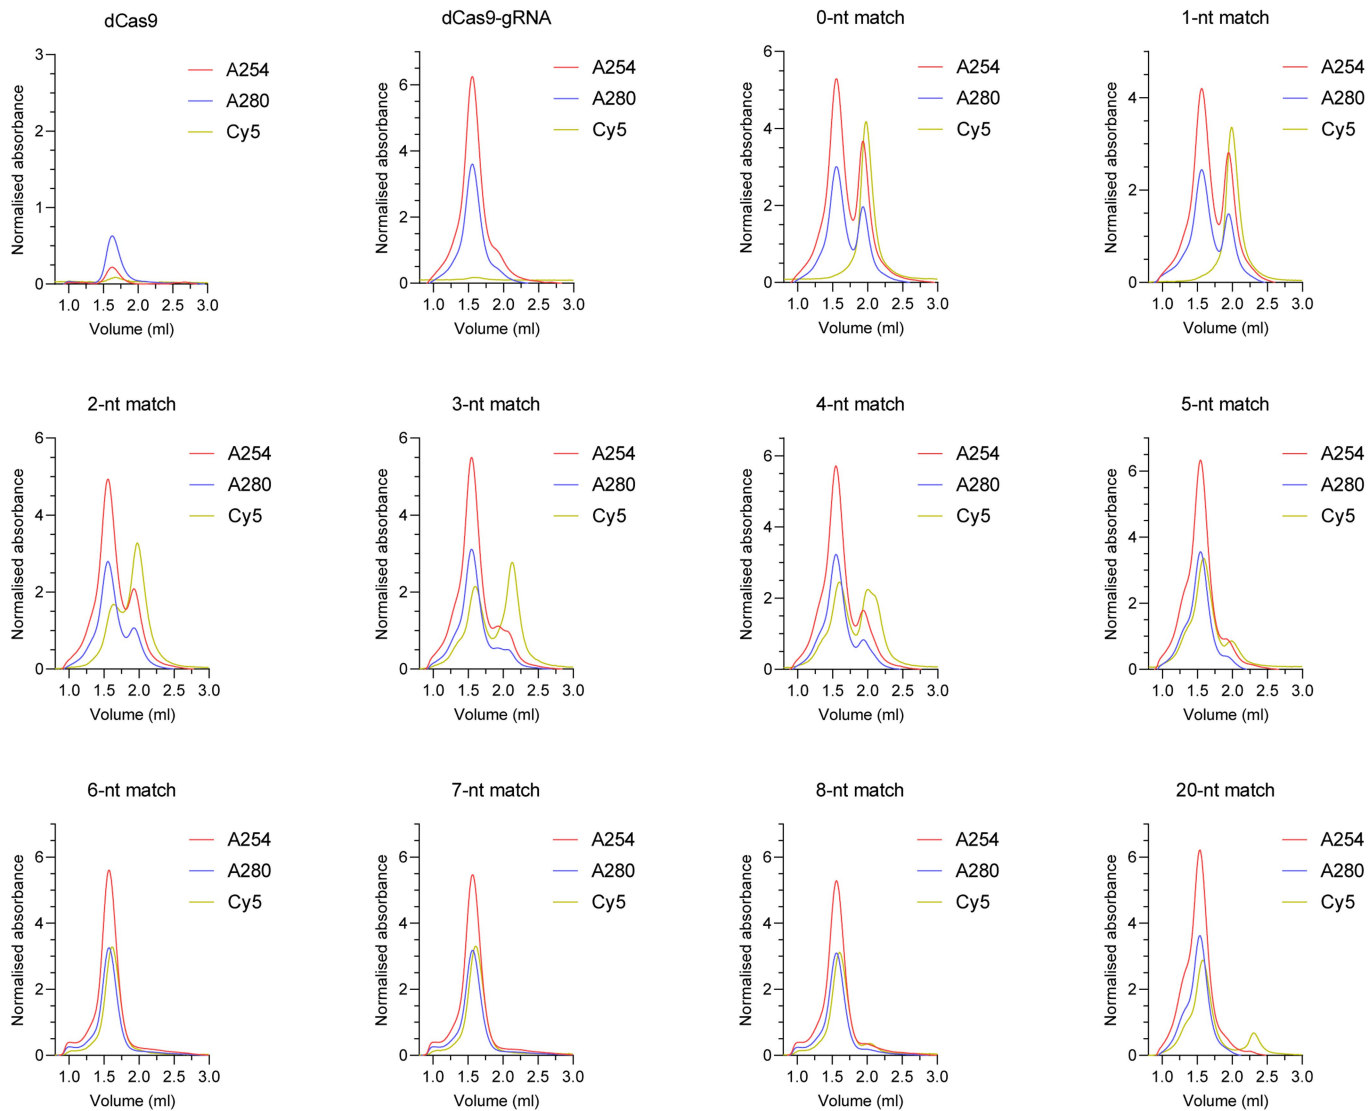 dCas9
3
2
1
0
1.0 1.5 2.0 2.5 3.0
Normalised absorbance
Volume (ml)
A254
A280
Cy5
dCas9-gRNA
6
4
2
0
1.0 1.5 2.0 2.5 3.0
Normalised absorbance
Volume (ml)
A254
A280
Cy5
0-nt match
6
4
2
0
1.0 1.5 2.0 2.5 3.0
Normalised absorbance
Volume (ml)
A254
A280
Cy5
1-nt match
4
2
0
1.0 1.5 2.0 2.5 3.0
Normalised absorbance
Volume (ml)
A254
A280
Cy5
2-nt match
6
4
2
0
1.0 1.5 2.0 2.5 3.0
Normalised absorbance
Volume (ml)
A254
A280
Cy5
3-nt match
6
4
2
0
1.0 1.5 2.0 2.5 3.0
Normalised absorbance
Volume (ml)
A254
A280
Cy5
4-nt match
6
4
2
0
1.0 1.5 2.0 2.5 3.0
Normalised absorbance
Volume (ml)
A254
A280
Cy5
5-nt match
6
4
2
0
1.0 1.5 2.0 2.5 3.0
Normalised absorbance
Volume (ml)
A254
A280
Cy5
6-nt match
6
4
2
0
1.0 1.5 2.0 2.5 3.0
Normalised absorbance
Volume (ml)
A254
A280
Cy5
7-nt match
6
4
2
0
1.0 1.5 2.0 2.5 3.0
Normalised absorbance
Volume (ml)
A254
A280
Cy5
8-nt match
6
4
2
0
1.0 1.5 2.0 2.5 3.0
Normalised absorbance
Volume (ml)
A254
A280
Cy5
20-nt match
6
4
2
0
1.0 1.5 2.0 2.5 3.0
Normalised absorbance
Volume (ml)
A254
A280
Cy5